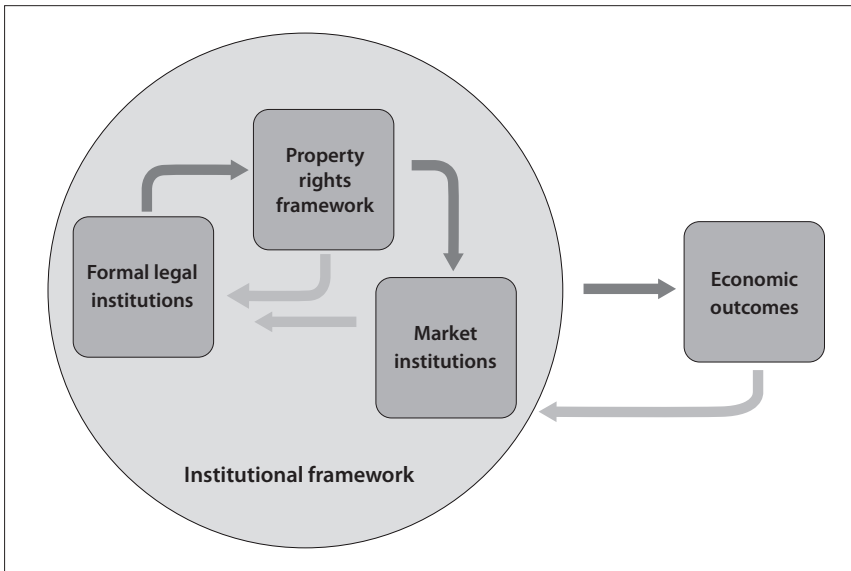 Property
rights
framework
Formal legal
institutions
Market
institutions
Economic
outcomes
Institutional framework